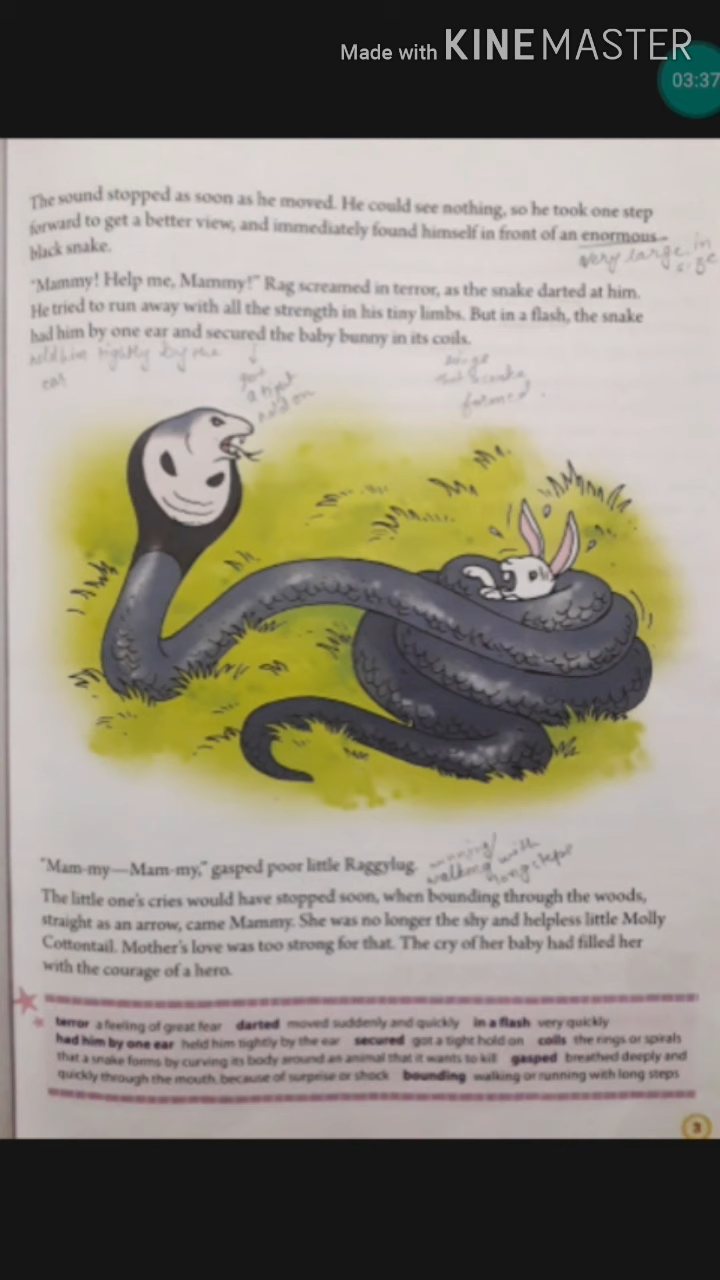 Made with KINEMASTER
03:37
The sound stopped as soon as he moved. He could see nothing, so he took one step
forward to get a better view, and immediately found himself in front of an enormous
very large in
size
black snake.
"Mammy! Help me, Mammy!" Rag screamed in terror, as the snake darted at him.
He tried to run away with all the strength in his tiny limbs. But in a flash, the snake
had him by one ear and secured the baby bunny in its coils.
held him tightly by the
ear
got
a tight
hold on
formed
"Mam-my—Mam-my," gasped poor little Raggylug.
running/
walking with
long steps
The little one's cries would have stopped soon, when bounding through the woods,
straight as an arrow, came Mammy. She was no longer the shy and helpless little Molly
Cottontail. Mother's love was too strong for that. The cry of her baby had filled her
with the courage of a hero.
terror a feeling of great fear darted moved suddenly and quickly in a flash very quickly
had him by one ear held him tightly by the ear secured got a tight hold on coils the rings or spirals
that a snake forms by curving its body around an animal that it wants to kill gasped breathed deeply and
quickly through the mouth, because of surprise or shock bounding walking or running with long steps
3